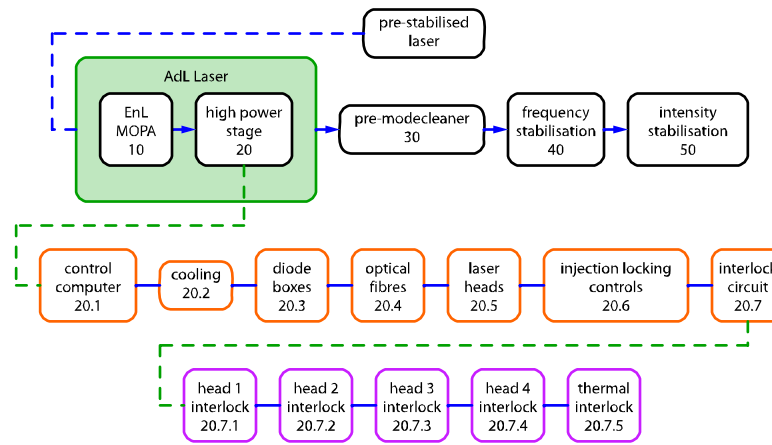 pre-stabilised
laser
AdL Laser
EnL
MOPA
10
high power
stage
20
pre-modecleaner
30
frequency
stabilisation
40
intensity
stabilisation
50
control
computer
20.1
cooling
20.2
diode
boxes
20.3
optical
fibres
20.4
laser
heads
20.5
injection locking
controls
20.6
interlock
circuit
20.7
head 1
interlock
20.7.1
head 2
interlock
20.7.2
head 3
interlock
20.7.3
head 4
interlock
20.7.4
thermal
interlock
20.7.5